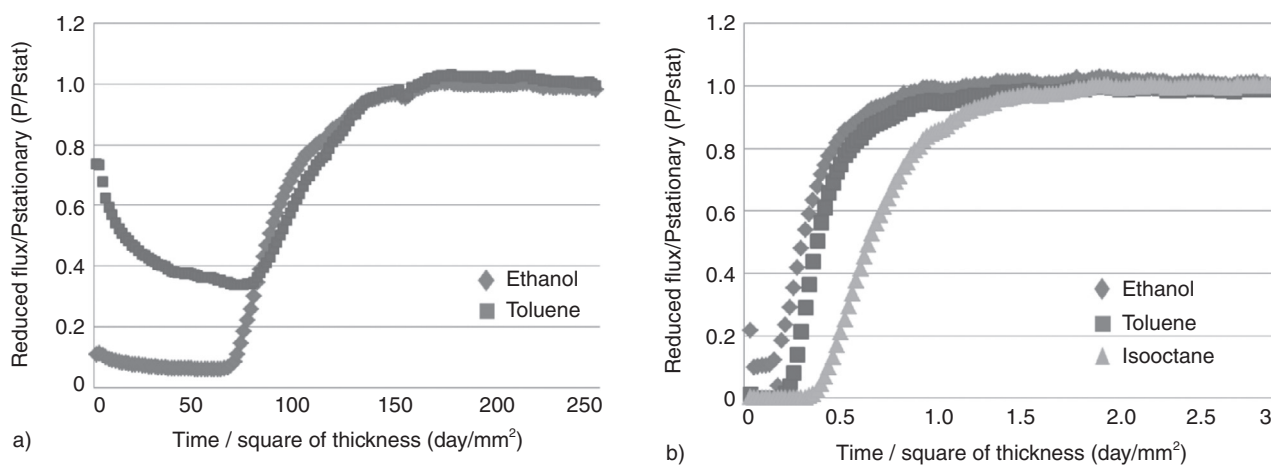 1.2
1.0
0.8
0.6
0.4
0.2
0
Reduced flux/Pstationary (P/Pstat)
Ethanol
Toluene
0 50 100 150 200 250
Time / square of thickness (day/mm²)
a)
1.2
1.0
0.8
0.6
0.4
0.2
0
Reduced flux/Pstationary (P/Pstat)
Ethanol
Toluene
Isooctane
0 0.5 1.0 1.5 2.0 2.5 3
Time / square of thickness (day/mm²)
b)